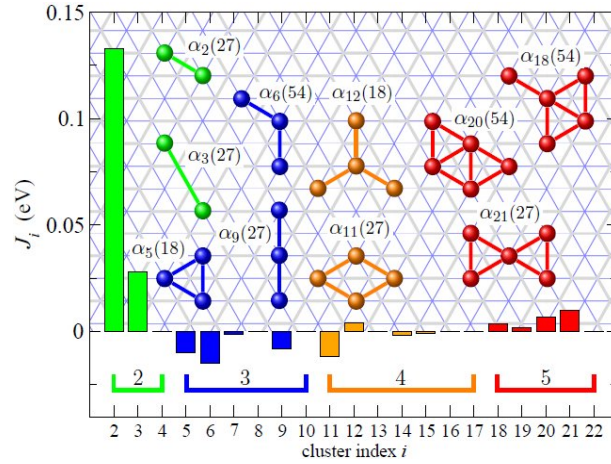 0.15
0.1
0.05
0
J_i (eV)
α_2(27)
α_6(54)
α_12(18)
α_18(54)
α_20(54)
α_3(27)
α_5(18)
α_9(27)
α_11(27)
α_21(27)
2
3
4
5
2 3 4 5 6 7 8 9 10 11 12 13 14 15 16 17 18 19 20 21 22
cluster index i